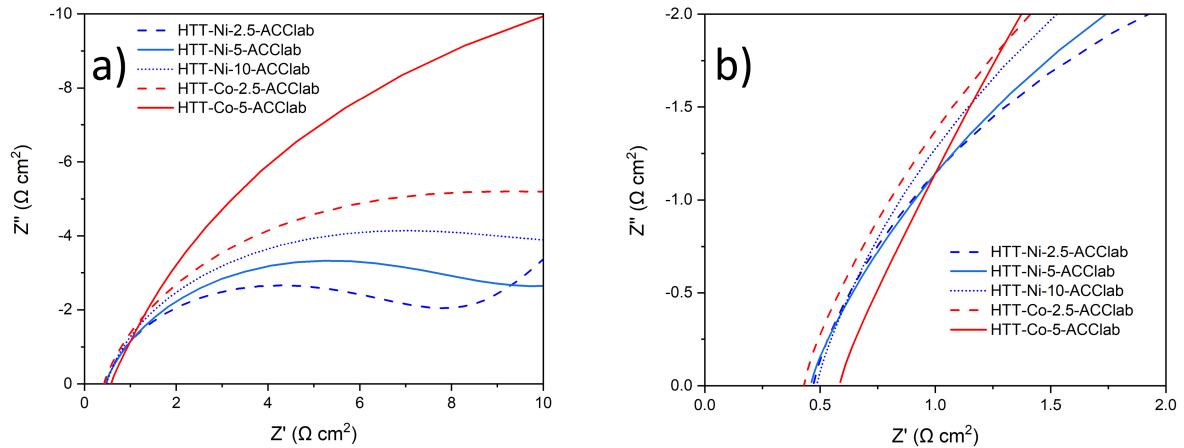 a)
HTT-Ni-2.5-ACClab
HTT-Ni-5-ACClab
HTT-Ni-10-ACClab
HTT-Co-2.5-ACClab
HTT-Co-5-ACClab
-10
-8
-6
-4
-2
0
Z'' (Ω cm²)
0 2 4 6 8 10
Z' (Ω cm²)
b)
-2.0
-1.5
-1.0
-0.5
0.0
Z'' (Ω cm²)
HTT-Ni-2.5-ACClab
HTT-Ni-5-ACClab
HTT-Ni-10-ACClab
HTT-Co-2.5-ACClab
HTT-Co-5-ACClab
0.0 0.5 1.0 1.5 2.0
Z' (Ω cm²)